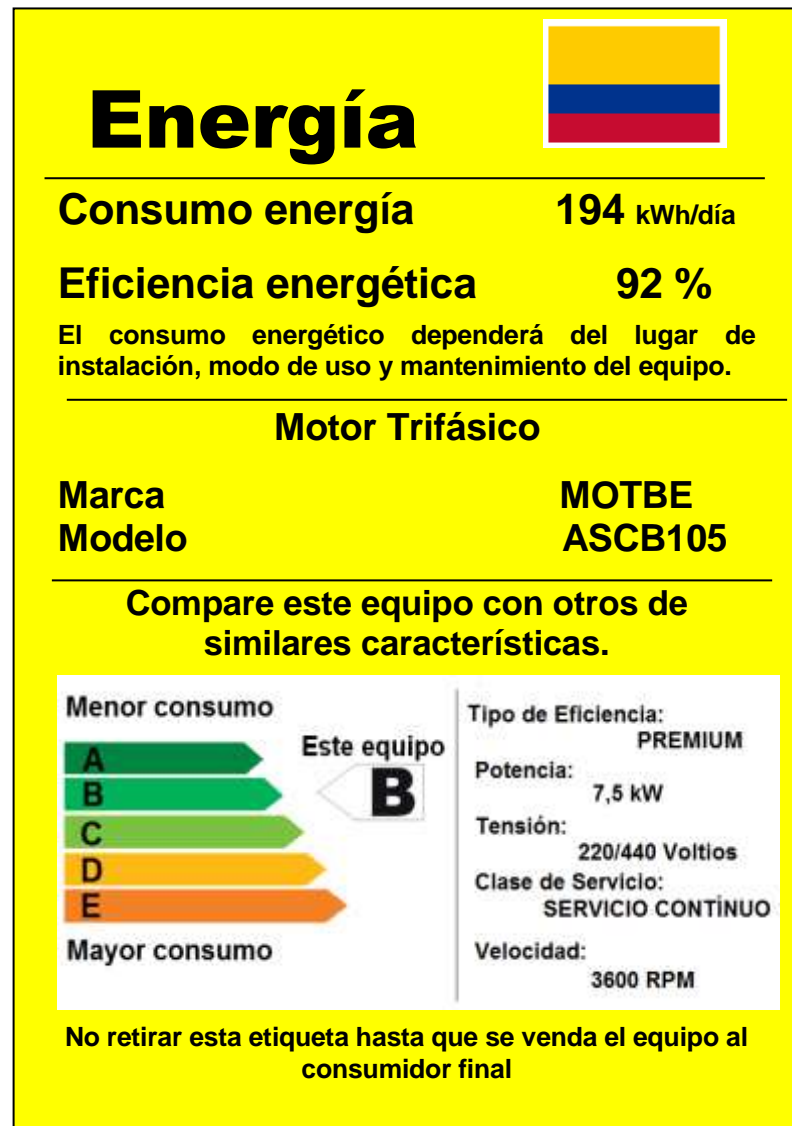 Energía
Consumo energía 194 kWh/día
Eficiencia energética 92 %
El consumo energético dependerá del lugar de
instalación, modo de uso y mantenimiento del equipo.
Motor Trifásico
Marca MOTBE
Modelo ASCB105
Compare este equipo con otros de
similares características.
Menor consumo
Este equipo
A
B
B
C
D
E
Mayor consumo
Tipo de Eficiencia:
PREMIUM
Potencia:
7,5 kW
Tensión:
220/440 Voltios
Clase de Servicio:
SERVICIO CONTÍNUO
Velocidad:
3600 RPM
No retirar esta etiqueta hasta que se venda el equipo al
consumidor final